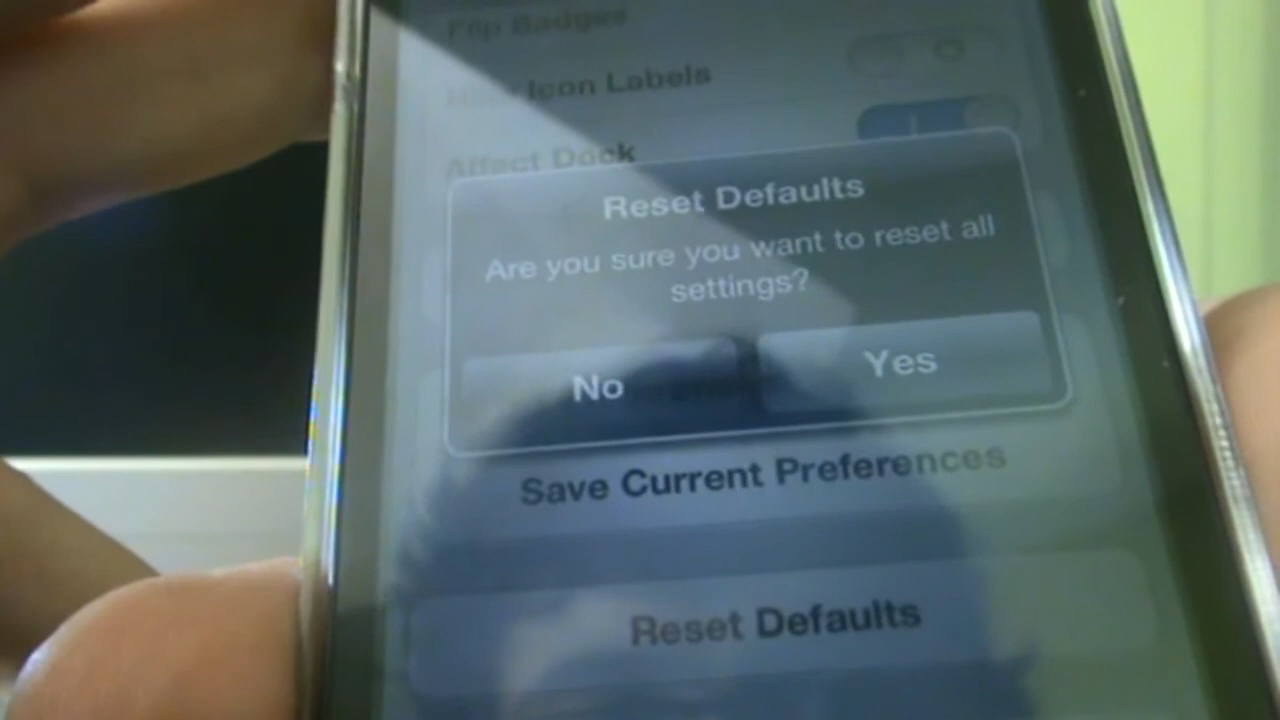 Flip Badges
Icon Labels
Affect Dock
Reset Defaults
Are you sure you want to reset all
settings?
No
Yes
Save Current Preferences
Reset Defaults